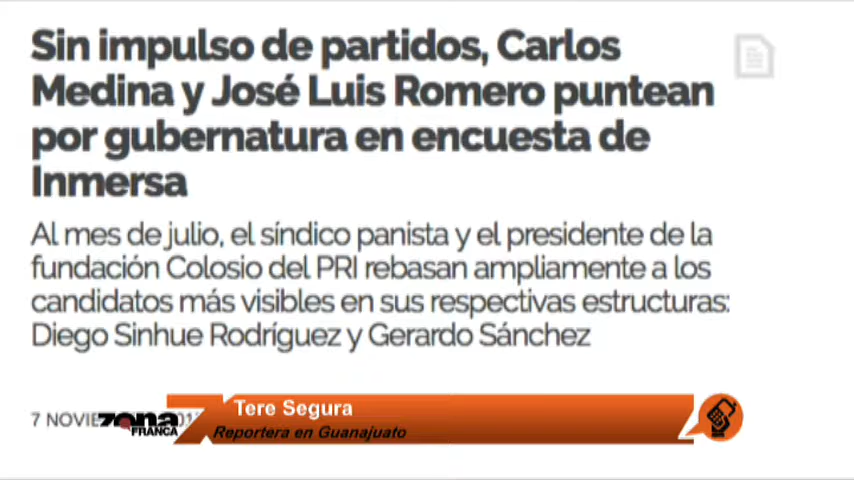 Sin impulso de partidos, Carlos
Medina y José Luis Romero puntean
por gubernatura en encuesta de
Inmersa
Al mes de julio, el síndico panista y el presidente de la
fundación Colosio del PRI rebasan ampliamente a los
candidatos más visibles en sus respectivas estructuras:
Diego Sinhue Rodríguez y Gerardo Sánchez
7
zona
FRANCA
Tere Segura
Reportera en Guanajuato